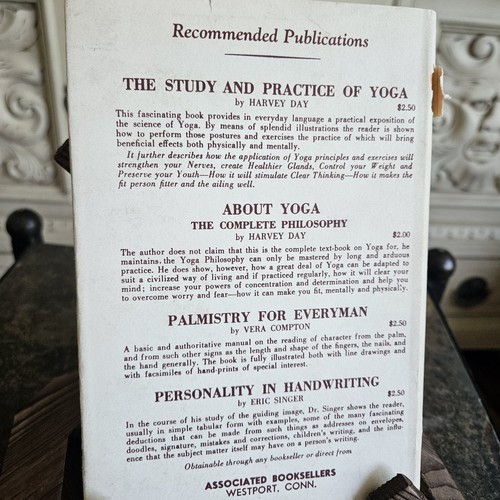 Recommended Publications
THE STUDY AND PRACTICE OF YOGA
by HARVEY DAY
$2.50
This fascinating book provides in everyday language a practical exposition of
the science of Yoga. By means of splendid illustrations the reader is shown
how to perform those postures and exercises the practice of which will bring
beneficial effects both physically and mentally.
It further describes how the application of Yoga principles and exercises will
strengthen your Nerves, create Healthier Glands, Control your Weight and
Preserve your Youth—How it will stimulate Clear Thinking—How it makes the
fit person fitter and the ailing well.
ABOUT YOGA
THE COMPLETE PHILOSOPHY
by HARVEY DAY
$2.00
The author does not claim that this is the complete text-book on Yoga for, he
maintains, the Yoga Philosophy can only be mastered by long and arduous
practice. He does show, however, how a great deal of Yoga can be adapted to
suit a civilized way of living and if practiced regularly, how it will clear your
mind; increase your powers of concentration and determination and help you
to overcome worry and fear—how it can make you fit, mentally and physically.
PALMISTRY FOR EVERYMAN
by VERA COMPTON
$2.50
A basic and authoritative manual on the reading of character from the palm,
and from such other signs as the length and shape of the fingers, the nails, and
the hand generally. The book is fully illustrated both with line drawings and
with facsimiles of hand-prints of special interest.
PERSONALITY IN HANDWRITING
by ERIC SINGER
$2.50
In the course of his study of the guiding image, Dr. Singer shows the reader,
usually in simple tabular form with examples, some of the many fascinating
deductions that can be made from such things as addresses on envelopes,
doodles, signature, mistakes and corrections, children's writing, and the influ-
ence that the subject matter itself may have on a person's writing.
Obtainable through any bookseller or direct from
ASSOCIATED BOOKSELLERS
WESTPORT, CONN.